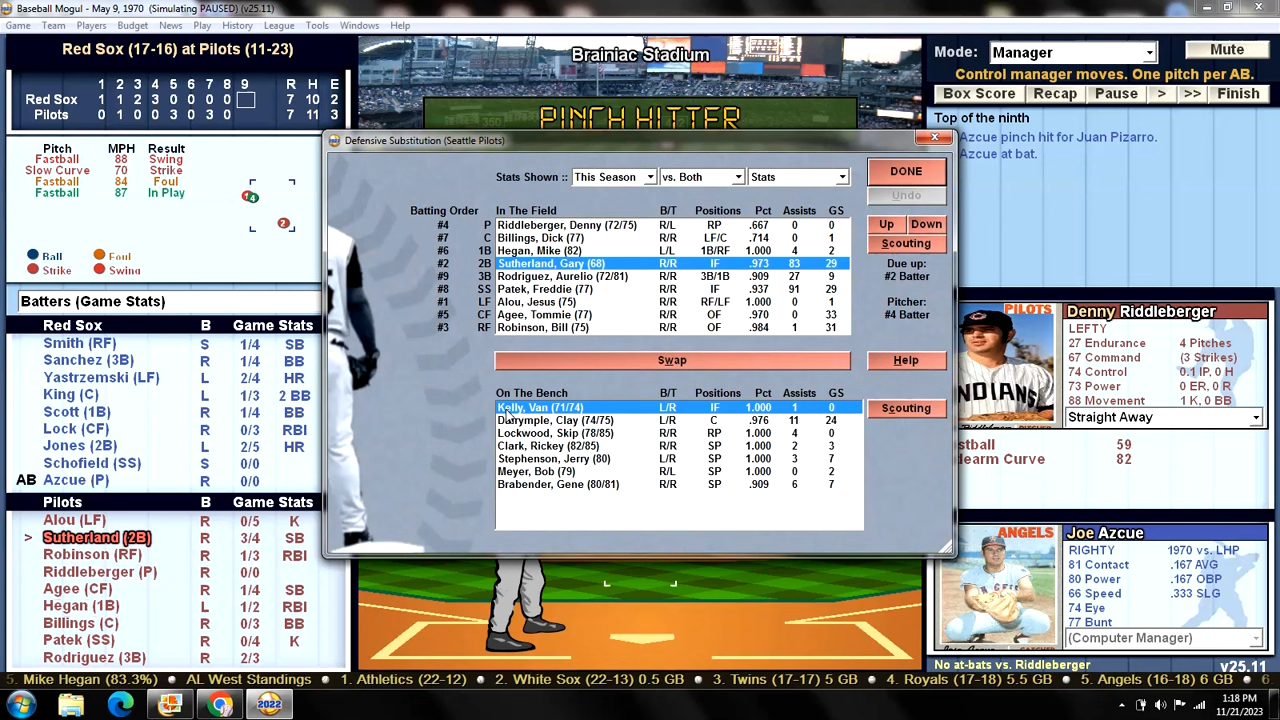 Baseball Mogul - May 9, 1970 (Simulating PAUSED) (v25.11)
Game Team Players Budget News Play History League Tools Windows Help
Red Sox (17-16) at Pilots (11-23)
1 2 3 4 5 6 7 8 9 R H E
Red Sox 1 1 2 3 0 0 0 0 7 10 2
Pilots 0 1 0 0 3 0 3 0 7 11 3
Pitch MPH Result
Fastball 88 Swing
Slow Curve 70 Strike
Fastball 84 Foul
Fastball 87 In Play
1 4
2
Ball Foul
Strike Swing
Batters (Game Stats)
Red Sox B Game Stats
Smith (RF) S 1/4 SB
Sanchez (3B) R 1/4 BB
Yastrzemski (LF) L 2/4 HR
King (C) L 1/3 2 BB
Scott (1B) R 1/4 BB
Lock (CF) R 0/3 RBI
Jones (2B) L 2/5 HR
Schofield (SS) S 0/0
AB Azcue (P) R 0/0
Pilots B Game Stats
Alou (LF) R 0/5 K
> Sutherland (2B) R 3/4 SB
Robinson (RF) R 1/3 RBI
Riddleberger (P) R 0/0
Agee (CF) R 1/4 SB
Hegan (1B) L 1/2 RBI
Billings (C) R 0/3 BB
Patek (SS) R 0/4 K
Rodriguez (3B) R 2/3
Brainiac Stadium
PINCH HITTER
Defensive Substitution (Seattle Pilots)
Stats Shown :: This Season vs. Both Stats
Batting Order In The Field B/T Positions Pct Assists GS
#4 P Riddleberger, Denny (72/75) R/L RP .667 0 0
#7 C Billings, Dick (77) R/R LF/C .714 0 1
#6 1B Hegan, Mike (82) L/L 1B/RF 1.000 4 2
#2 2B Sutherland, Gary (68) R/R IF .973 83 29
#9 3B Rodriguez, Aurelio (72/81) R/R 3B/1B .909 27 9
#8 SS Patek, Freddie (77) R/R IF .937 91 29
#1 LF Alou, Jesus (75) R/R RF/LF 1.000 0 1
#5 CF Agee, Tommie (77) R/R OF .970 0 33
#3 RF Robinson, Bill (75) R/R OF .984 1 31
Swap
On The Bench B/T Positions Pct Assists GS
Kelly, Van (71/74) L/R IF 1.000 1 0
Dalrymple, Clay (74/75) L/R C .976 11 24
Lockwood, Skip (78/85) R/R RP 1.000 4 0
Clark, Rickey (82/85) R/R SP 1.000 2 3
Stephenson, Jerry (80) L/R SP 1.000 3 7
Meyer, Bob (79) R/L SP 1.000 0 2
Brabender, Gene (80/81) R/R SP .909 6 7
DONE
Undo
Up Down
Scouting
Due up:
#2 Batter
Pitcher:
#4 Batter
Help
Scouting
Mode: Manager Mute
Control manager moves. One pitch per AB.
Box Score Recap Pause > >> Finish
Top of the ninth
Azcue pinch hit for Juan Pizarro.
Azcue at bat.
PILOTS
INDIANS
Denny Riddleberger
LEFTY
27 Endurance 4 Pitches
67 Command (3 Strikes)
74 Control 0 IP, 0 H
73 Power 0 ER, 0 R
88 Movement 1 K, 0 BB
Straight Away
stball 59
dearm Curve 82
ANGELS
Joe Azcue
RIGHTY 1970 vs. LHP
81 Contact .167 AVG
80 Power .167 OBP
66 Speed .333 SLG
74 Eye
77 Bunt
(Computer Manager)
No at-bats vs. Riddleberger v25.11
5. Mike Hegan (83.3%) AL West Standings 1. Athletics (22-12) 2. White Sox (22-13) 0.5 GB 3. Twins (17-17) 5 GB 4. Royals (17-18) 5.5 GB 5. Angels (16-18) 6 GB 6
2022
1:18 PM
11/21/2023